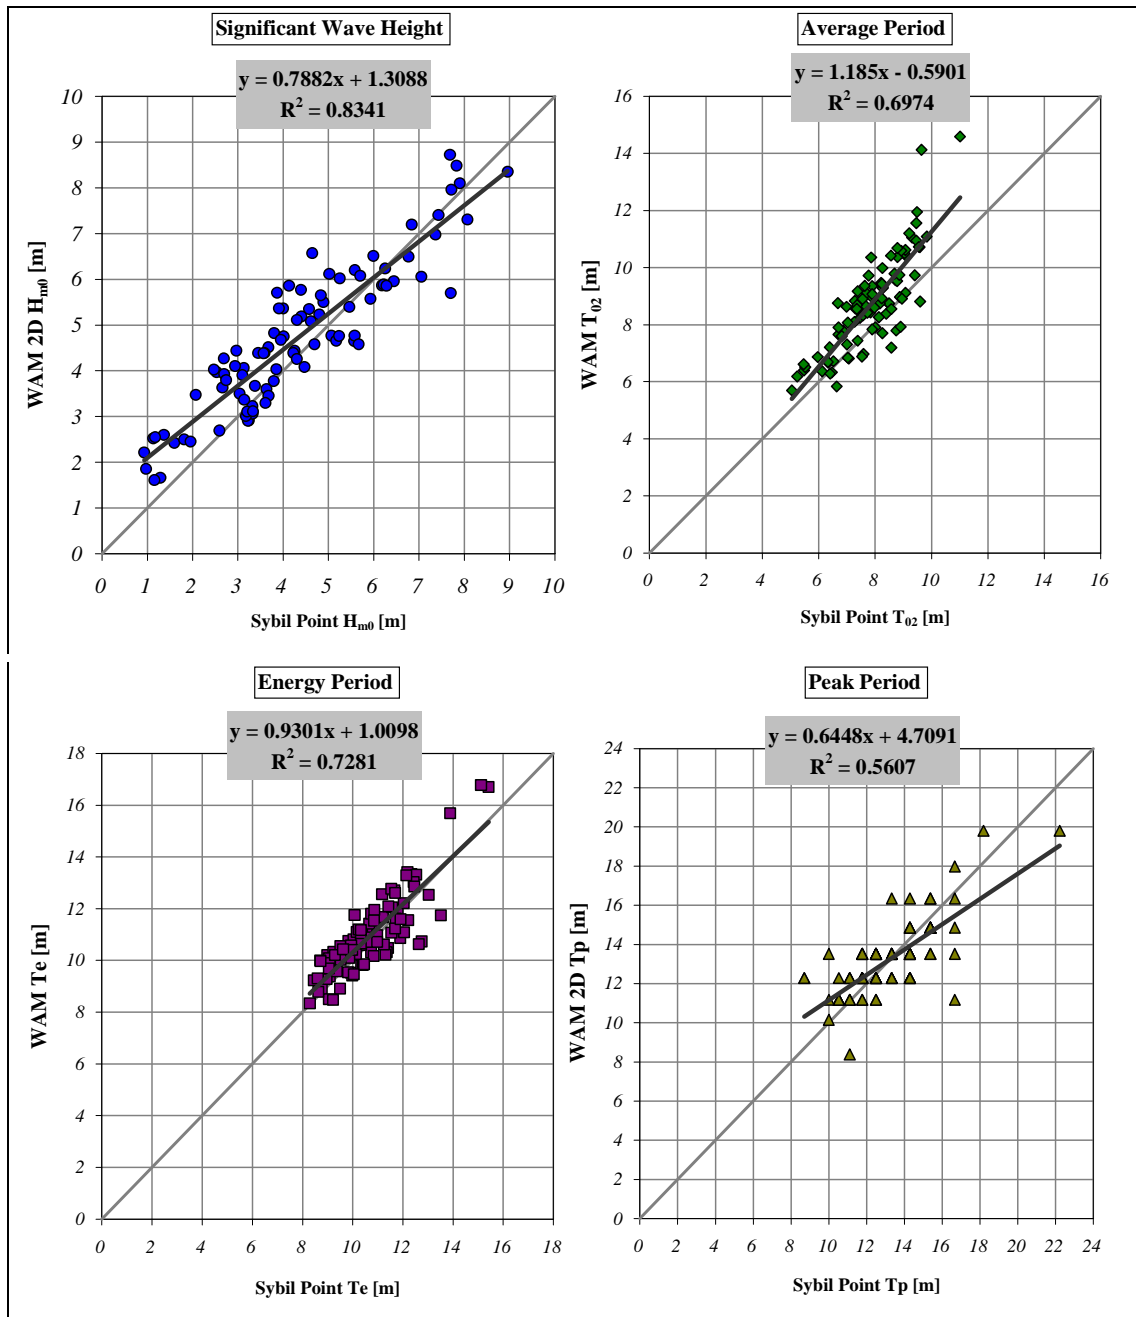 Significant Wave Height
y = 0.7882x + 1.3088
R² = 0.8341
10
9
8
7
6
5
4
3
2
1
0
WAM 2D Hm0 [m]
0 1 2 3 4 5 6 7 8 9 10
Sybil Point Hm0 [m]
Average Period
y = 1.185x - 0.5901
R² = 0.6974
16
14
12
10
8
6
4
2
0
WAM T02 [m]
0 2 4 6 8 10 12 14 16
Sybil Point T02 [m]
Energy Period
y = 0.9301x + 1.0098
R² = 0.7281
18
16
14
12
10
8
6
4
2
0
WAM Te [m]
0 2 4 6 8 10 12 14 16 18
Sybil Point Te [m]
Peak Period
y = 0.6448x + 4.7091
R² = 0.5607
24
22
20
18
16
14
12
10
8
6
4
2
0
WAM 2D Tp [m]
0 2 4 6 8 10 12 14 16 18 20 22 24
Sybil Point Tp [m]